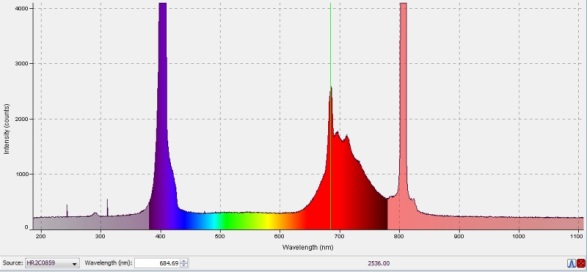 4000
3000
2000
1000
0
Intensity (counts)
200 300 400 500 600 700 800 900 1000 1100
Wavelength (nm)
Source: HR2C0859 Wavelength (nm): 684.69 2536.00